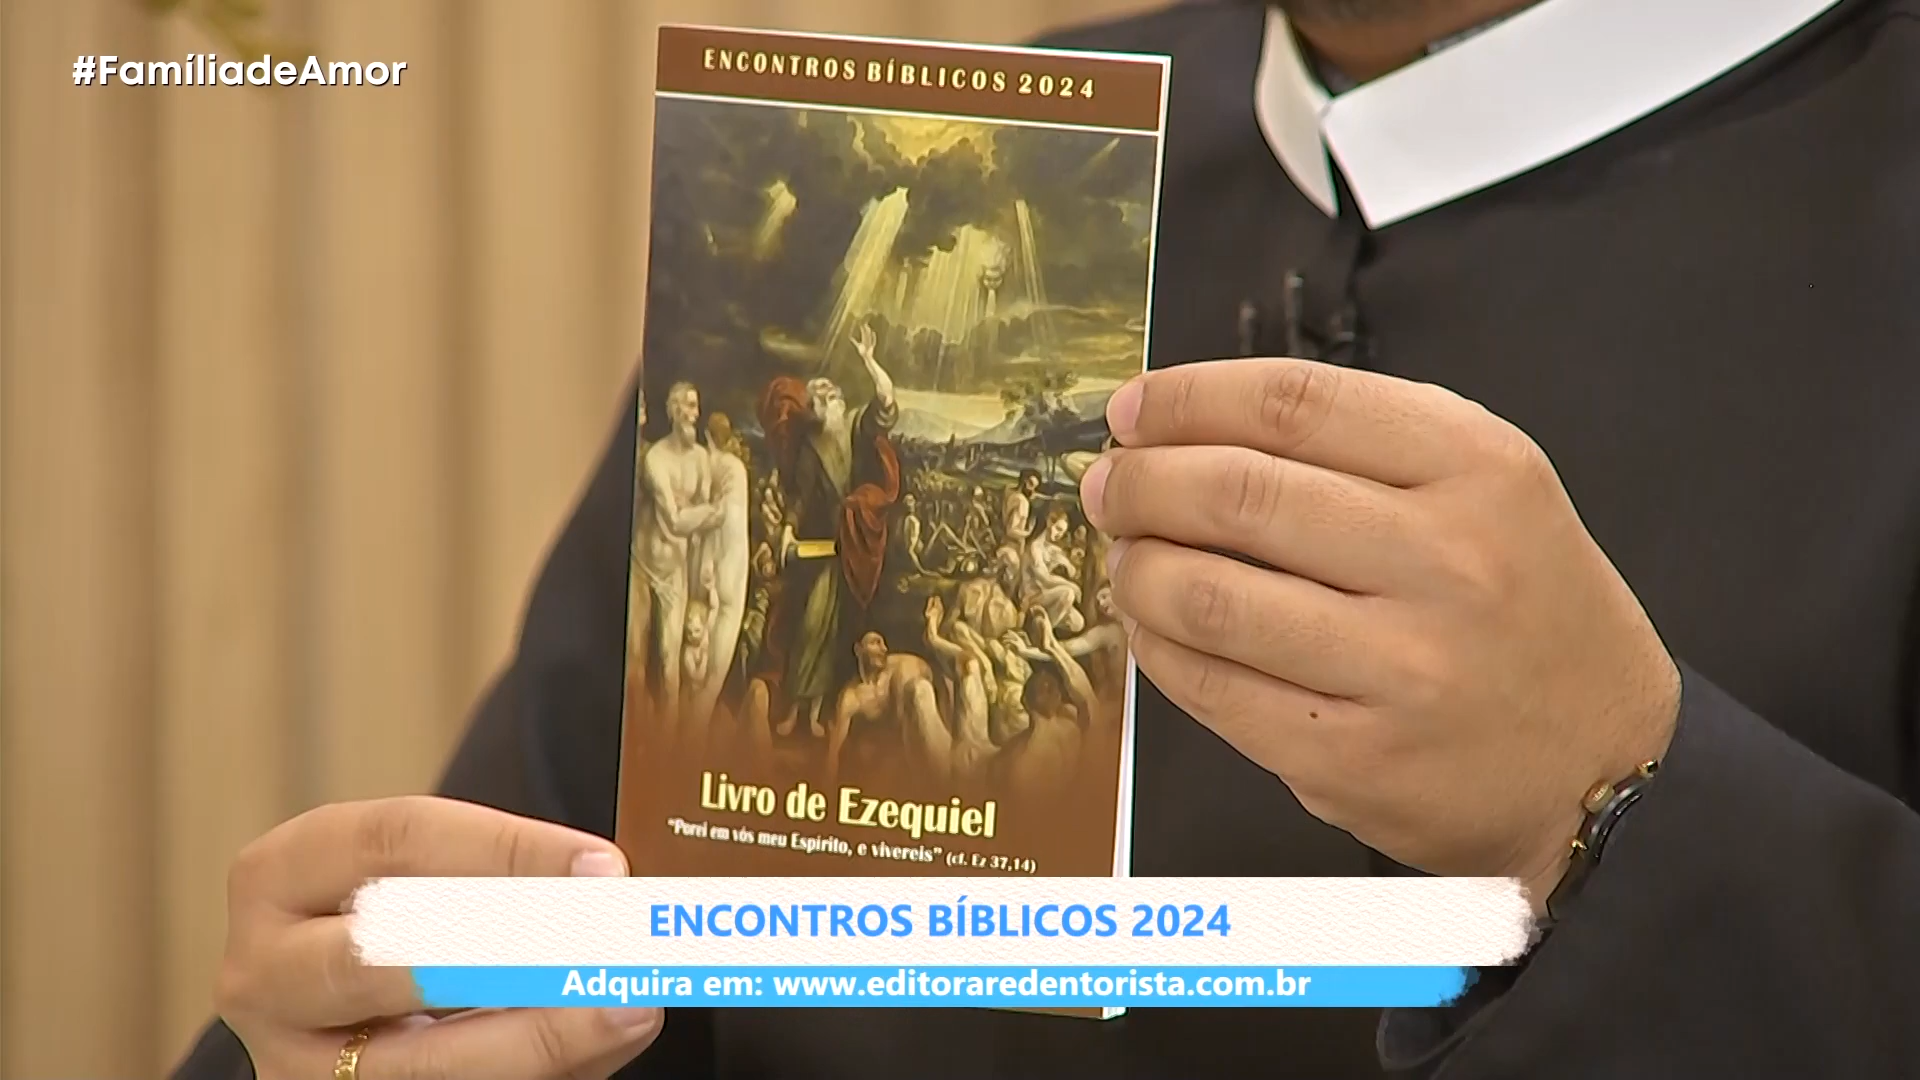 #FamíliadeAmor
ENCONTROS BÍBLICOS 2024
Livro de Ezequiel
"Porei em vós meu Espírito, e vivereis" (cf. Ez 37,14)
ENCONTROS BÍBLICOS 2024
Adquira em: www.editoraredentorista.com.br